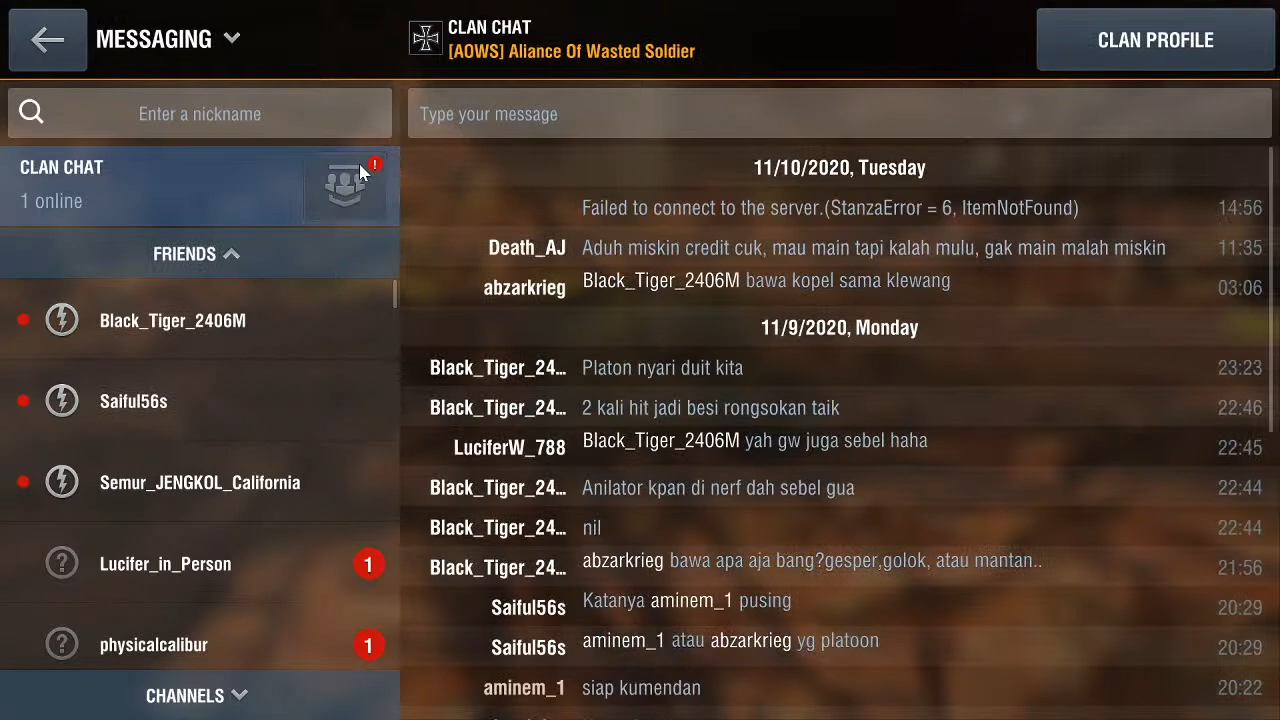 MESSAGING
CLAN CHAT
[AOWS] Aliance Of Wasted Soldier
CLAN PROFILE
Enter a nickname
Type your message
CLAN CHAT
1 online
FRIENDS
Black_Tiger_2406M
Saiful56s
Semur_JENGKOL_California
Lucifer_in_Person 1
physicalcalibur 1
CHANNELS
11/10/2020, Tuesday
Failed to connect to the server.(StanzaError = 6, ItemNotFound) 14:56
Death_AJ Aduh miskin credit cuk, mau main tapi kalah mulu, gak main malah miskin 11:35
abzarkrieg Black_Tiger_2406M bawa kopel sama klewang 03:06
11/9/2020, Monday
Black_Tiger_24... Platon nyari duit kita 23:23
Black_Tiger_24... 2 kali hit jadi besi rongsokan taik 22:46
LuciferW_788 Black_Tiger_2406M yah gw juga sebel haha 22:45
Black_Tiger_24... Anilator kpan di nerf dah sebel gua 22:44
Black_Tiger_24... nil 22:44
Black_Tiger_24... abzarkrieg bawa apa aja bang?gesper,golok, atau mantan.. 21:56
Saiful56s Katanya aminem_1 pusing 20:29
Saiful56s aminem_1 atau abzarkrieg yg platoon 20:29
aminem_1 siap kumendan 20:22